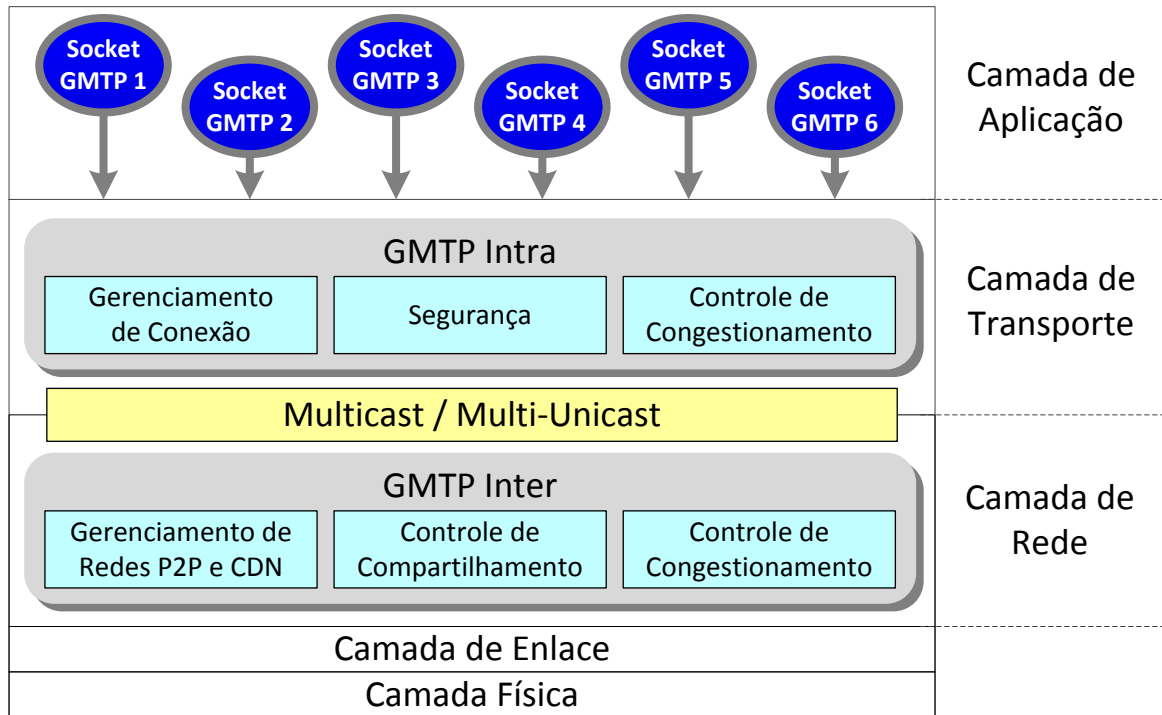 Socket
GMTP 1
Socket
GMTP 2
Socket
GMTP 3
Socket
GMTP 4
Socket
GMTP 5
Socket
GMTP 6
Camada de
Aplicação
GMTP Intra
Gerenciamento
de Conexão
Segurança
Controle de
Congestionamento
Camada de
Transporte
Multicast / Multi-Unicast
GMTP Inter
Gerenciamento de
Redes P2P e CDN
Controle de
Compartilhamento
Controle de
Congestionamento
Camada de
Rede
Camada de Enlace
Camada Física